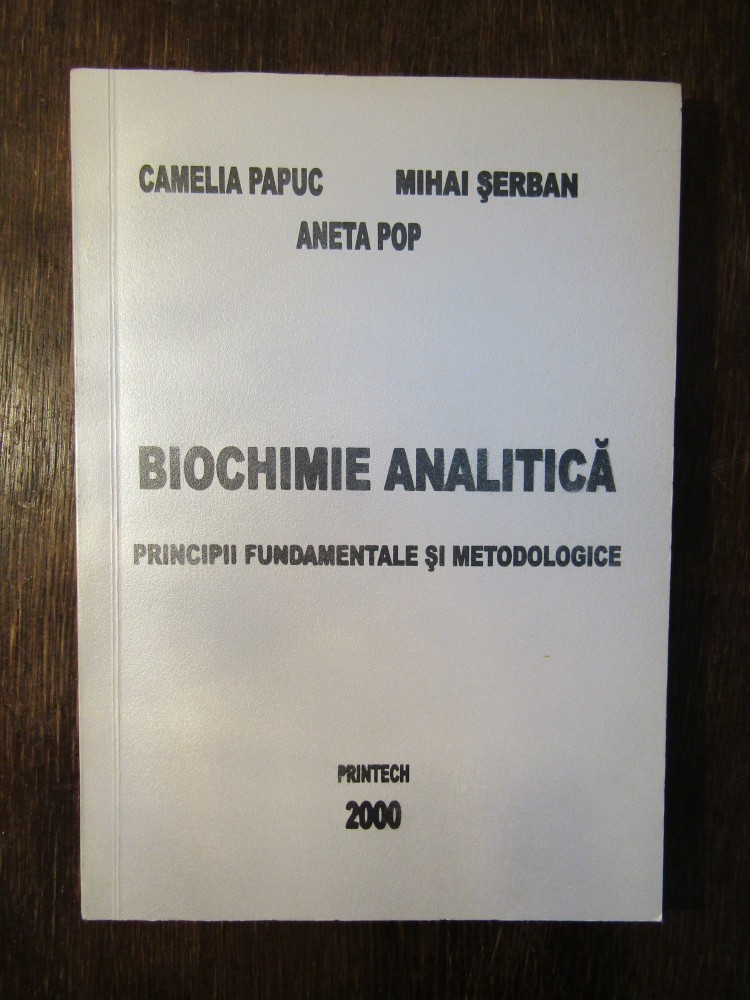 CAMELIA PAPUC MIHAI ŞERBAN
ANETA POP
BIOCHIMIE ANALITICĂ
PRINCIPII FUNDAMENTALE ŞI METODOLOGICE
PRINTECH
2000